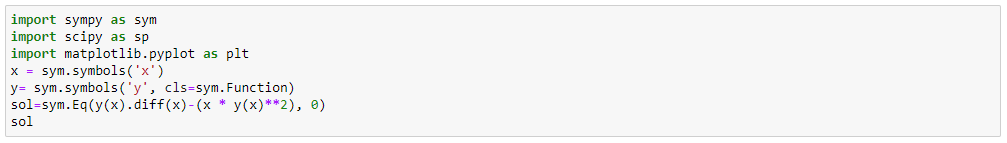 import sympy as sym
import scipy as sp
import matplotlib.pyplot as plt
x = sym.symbols('x')
y= sym.symbols('y', cls=sym.Function)
sol=sym.Eq(y(x).diff(x)-(x * y(x)**2), 0)
sol